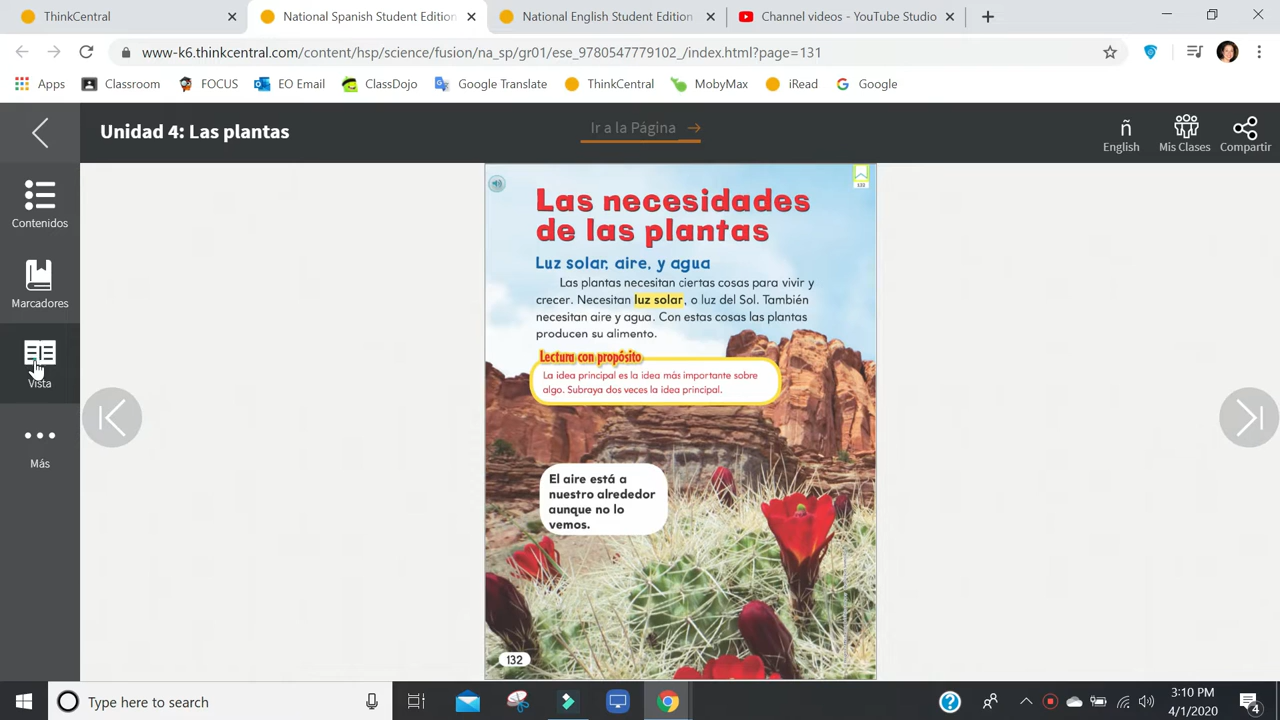 ThinkCentral
National Spanish Student Edition
National English Student Edition
Channel videos - YouTube Studio
www-k6.thinkcentral.com/content/hsp/science/fusion/na_sp/gr01/ese_9780547779102_/index.html?page=131
Apps
Classroom
FOCUS
EO Email
ClassDojo
Google Translate
ThinkCentral
MobyMax
iRead
Google
Unidad 4: Las plantas
Ir a la Página
ñ
English
Mis Clases
Compartir
Contenidos
Marcadores
Vista
Más
132
Las necesidades
de las plantas
Luz solar, aire, y agua
Las plantas necesitan ciertas cosas para vivir y
crecer. Necesitan luz solar, o luz del Sol. También
necesitan aire y agua. Con estas cosas las plantas
producen su alimento.
Lectura con propósito
La idea principal es la idea más importante sobre
algo. Subraya dos veces la idea principal.
El aire está a
nuestro alrededor
aunque no lo
vemos.
132
Type here to search
3:10 PM
4/1/2020
4